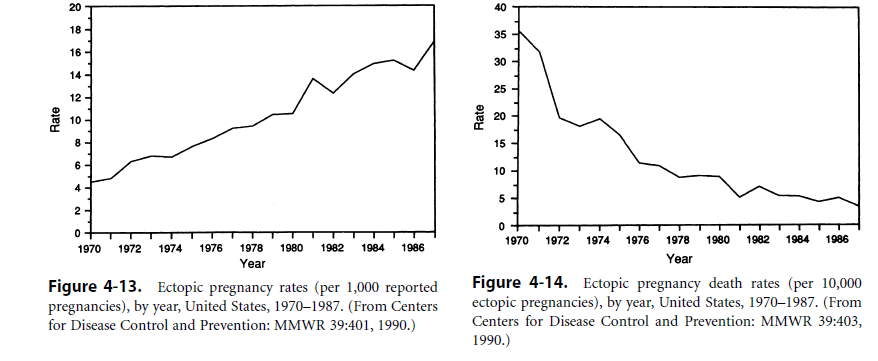 20
18
16
14
12
10
8
6
4
2
0
Rate
1970 1972 1974 1976 1978 1980 1982 1984 1986
Year
Figure 4-13. Ectopic pregnancy rates (per 1,000 reported
pregnancies), by year, United States, 1970–1987. (From Centers
for Disease Control and Prevention: MMWR 39:401, 1990.)
40
35
30
25
20
15
10
5
0
Rate
1970 1972 1974 1976 1978 1980 1982 1984 1986
Year
Figure 4-14. Ectopic pregnancy death rates (per 10,000
ectopic pregnancies), by year, United States, 1970–1987. (From
Centers for Disease Control and Prevention: MMWR 39:403,
1990.)